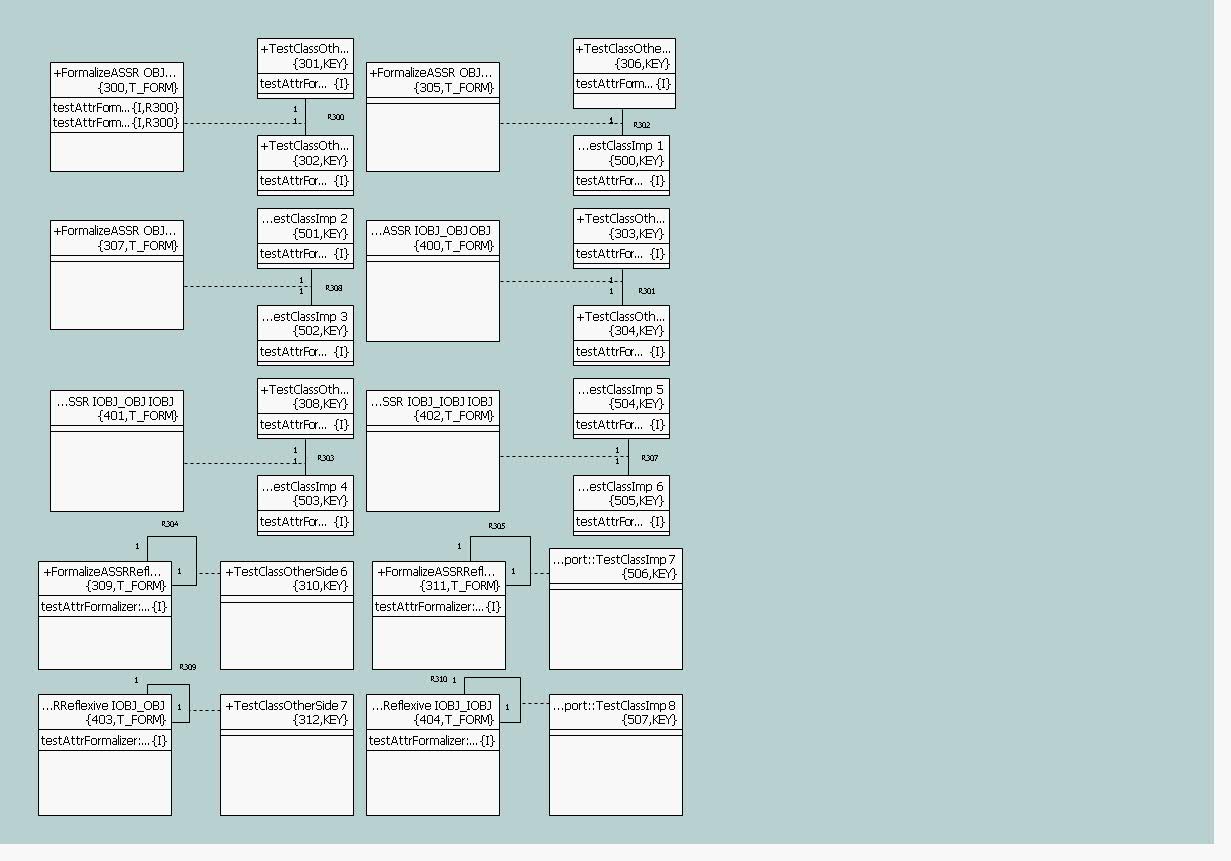 +FormalizeASSR OBJ...
{300,T_FORM}
testAttrForm... {I,R300}
testAttrForm... {I,R300}
+TestClassOth...
{301,KEY}
testAttrFor... {I}
1
1
R300
+TestClassOth...
{302,KEY}
testAttrFor... {I}
+FormalizeASSR OBJ...
{305,T_FORM}
+TestClassOthe...
{306,KEY}
testAttrForm... {I}
1
R302
...estClassImp 1
{500,KEY}
testAttrFor... {I}
+FormalizeASSR OBJ...
{307,T_FORM}
...estClassImp 2
{501,KEY}
testAttrFor... {I}
1
1
R308
...estClassImp 3
{502,KEY}
testAttrFor... {I}
...ASSR IOBJ_OBJ OBJ
{400,T_FORM}
+TestClassOth...
{303,KEY}
testAttrFor... {I}
1
1
R301
+TestClassOth...
{304,KEY}
testAttrFor... {I}
...SSR IOBJ_OBJ IOBJ
{401,T_FORM}
+TestClassOth...
{308,KEY}
testAttrFor... {I}
1
1
R303
...estClassImp 4
{503,KEY}
testAttrFor... {I}
...SSR IOBJ_IOBJ IOBJ
{402,T_FORM}
...estClassImp 5
{504,KEY}
testAttrFor... {I}
1
1
R307
...estClassImp 6
{505,KEY}
testAttrFor... {I}
R304
1
1
+FormalizeASSRRefl...
{309,T_FORM}
testAttrFormalizer:... {I}
+TestClassOtherSide 6
{310,KEY}
R305
1
1
+FormalizeASSRRefl...
{311,T_FORM}
testAttrFormalizer:... {I}
...port::TestClassImp 7
{506,KEY}
R309
1
1
...RReflexive IOBJ_OBJ
{403,T_FORM}
testAttrFormalizer:... {I}
+TestClassOtherSide 7
{312,KEY}
R310
1
1
...Reflexive IOBJ_IOBJ
{404,T_FORM}
testAttrFormalizer:... {I}
...port::TestClassImp 8
{507,KEY}